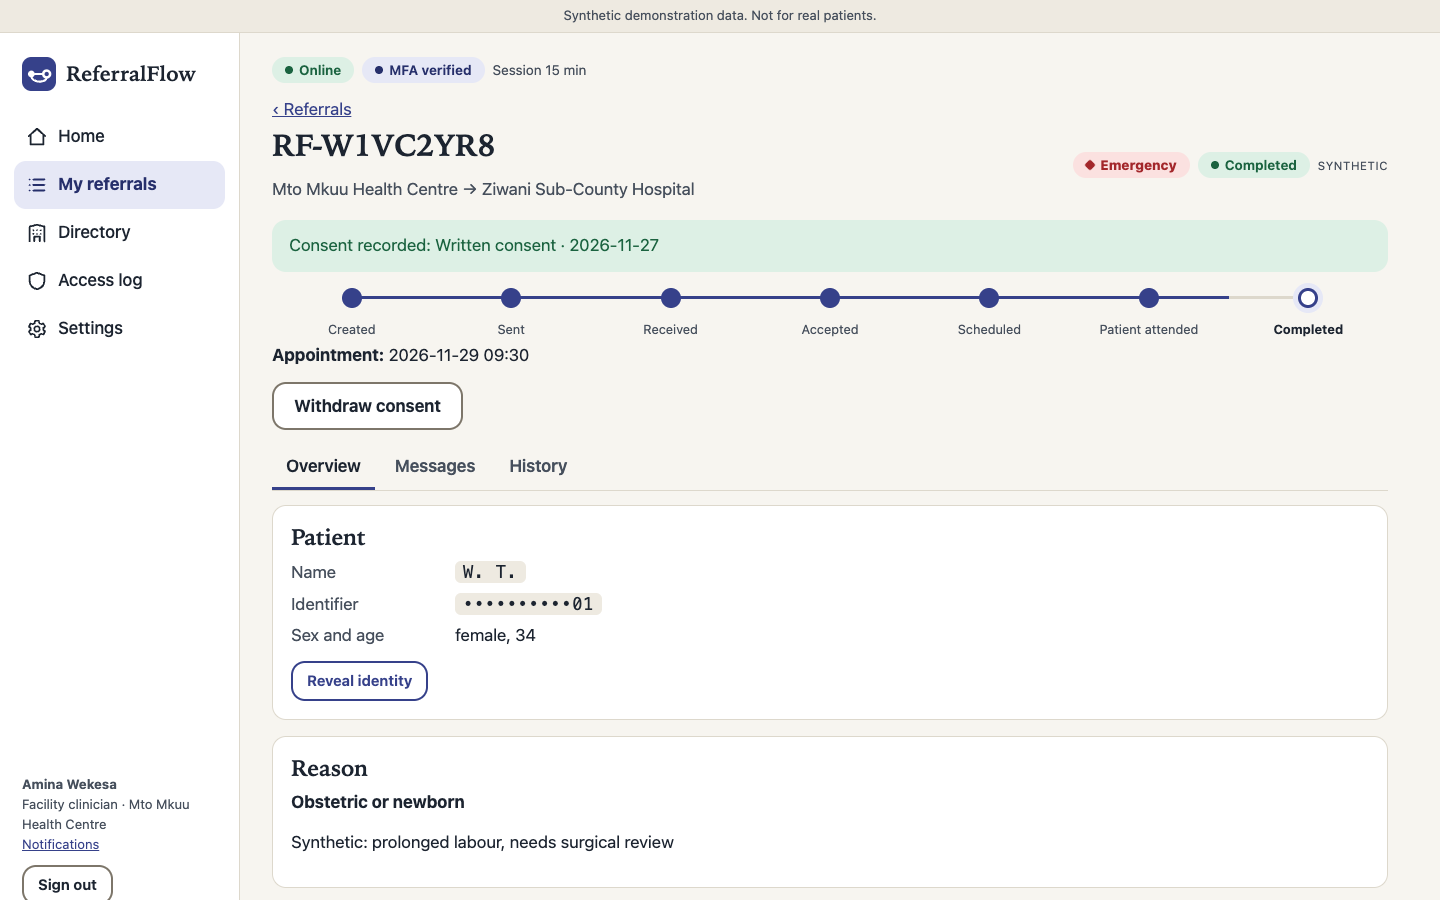 Synthetic demonstration data. Not for real patients.
ReferralFlow
Home
My referrals
Directory
Access log
Settings
Amina Wekesa
Facility clinician · Mto Mkuu
Health Centre
Notifications
Sign out
Online
MFA verified
Session 15 min
‹ Referrals
RF-W1VC2YR8
Mto Mkuu Health Centre → Ziwani Sub-County Hospital
Emergency
Completed
SYNTHETIC
Consent recorded: Written consent · 2026-11-27
Created
Sent
Received
Accepted
Scheduled
Patient attended
Completed
Appointment: 2026-11-29 09:30
Withdraw consent
Overview
Messages
History
Patient
Name
W. T.
Identifier
••••••••••01
Sex and age
female, 34
Reveal identity
Reason
Obstetric or newborn
Synthetic: prolonged labour, needs surgical review